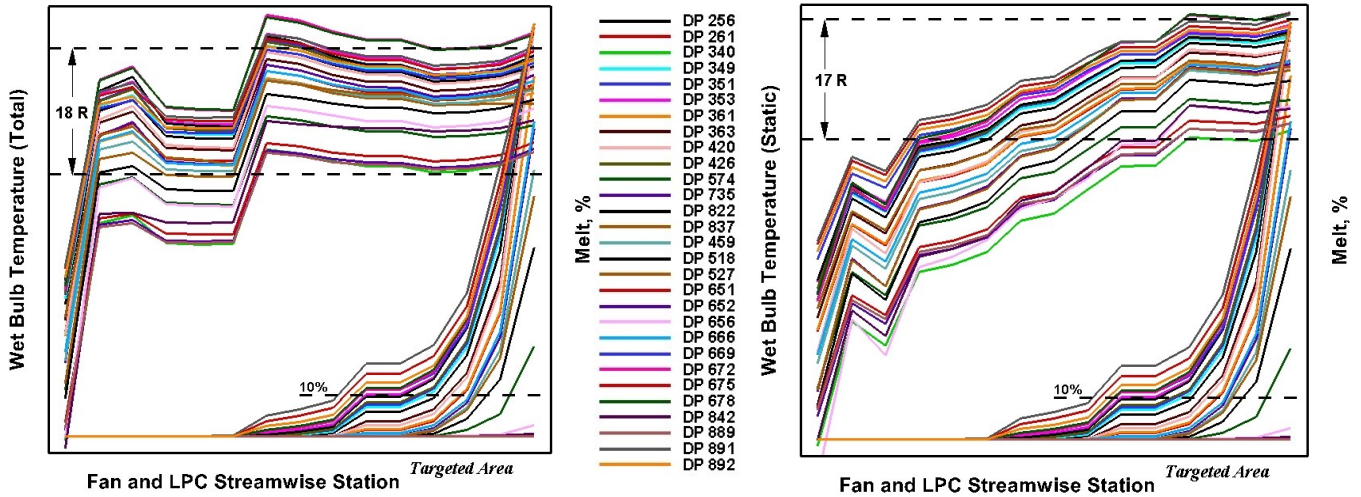 Wet Bulb Temperature (Total)
18 R
10%
Melt, %
Fan and LPC Streamwise Station
Targeted Area
DP 256
DP 261
DP 340
DP 349
DP 351
DP 353
DP 361
DP 363
DP 420
DP 426
DP 574
DP 735
DP 822
DP 837
DP 459
DP 518
DP 527
DP 651
DP 652
DP 656
DP 666
DP 669
DP 672
DP 675
DP 678
DP 842
DP 889
DP 891
DP 892
Wet Bulb Temperature (Static)
17 R
10%
Melt, %
Fan and LPC Streamwise Station
Targeted Area